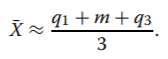 X̄ ≈ (q₁ + m + q₃) / 3.